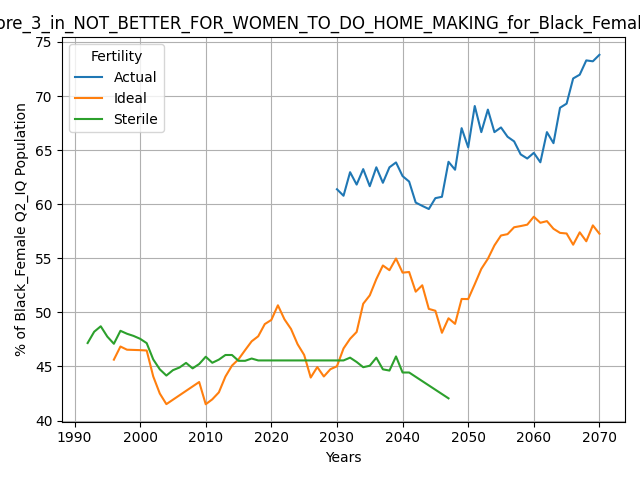 ore_3_in_NOT_BETTER_FOR_WOMEN_TO_DO_HOME_MAKING_for_Black_Femal
Fertility
Actual
Ideal
Sterile
% of Black_Female Q2_IQ Population
75
70
65
60
55
50
45
40
1990 2000 2010 2020 2030 2040 2050 2060 2070
Years